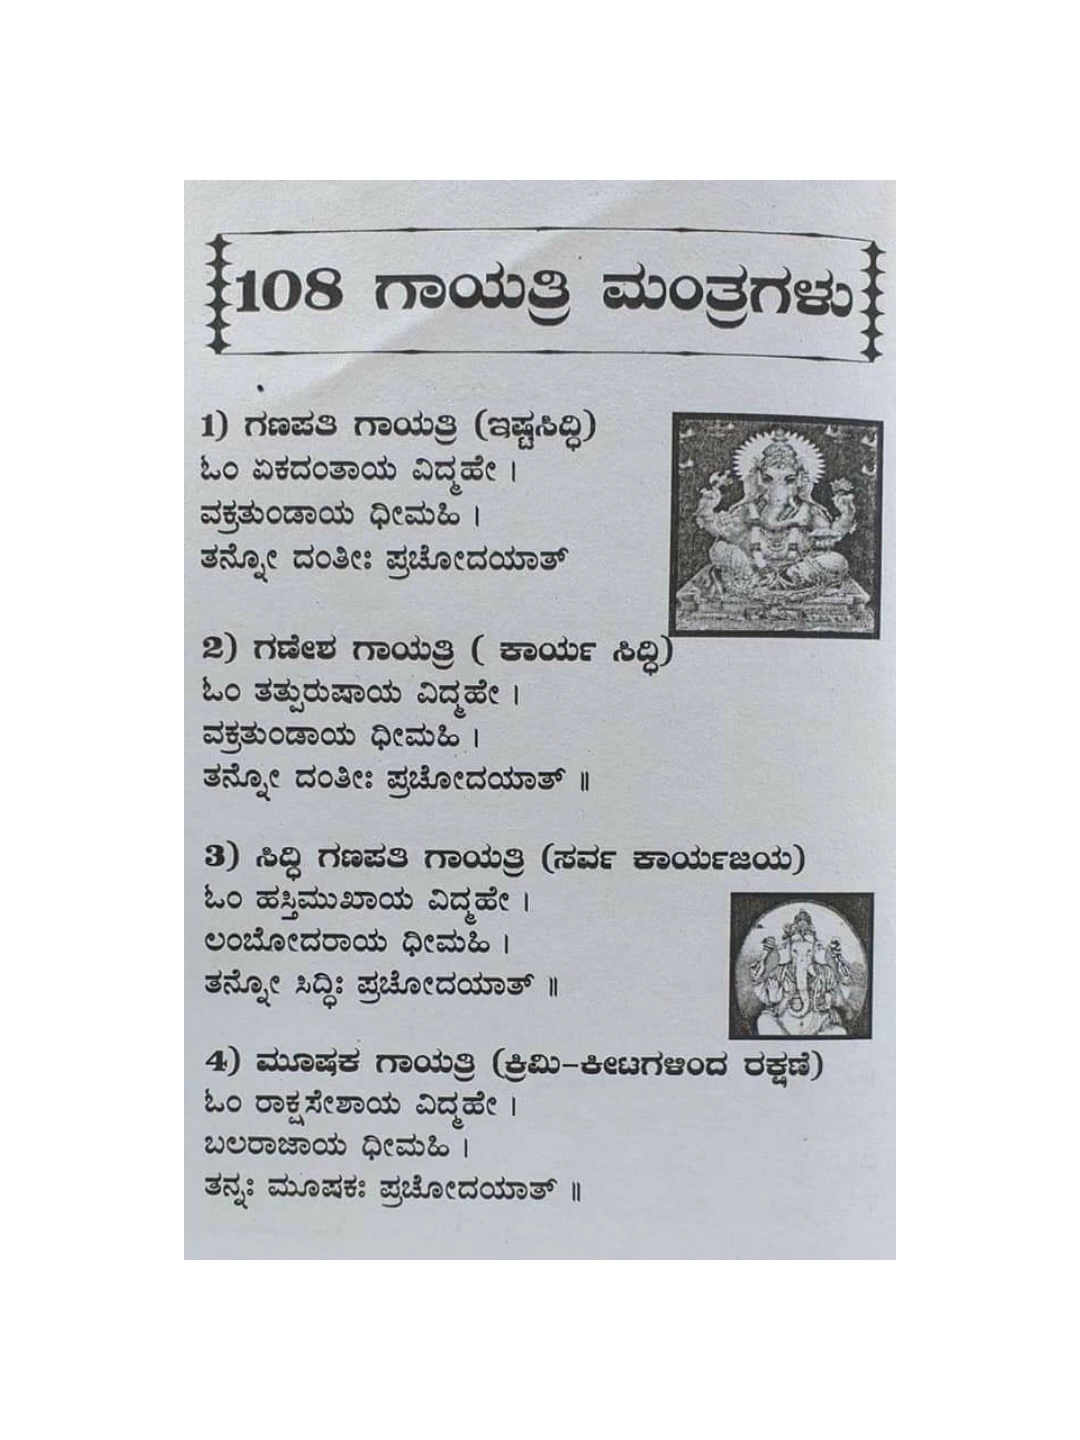 108 ಗಾಯತ್ರಿ ಮಂತ್ರಗಳು
1) ಗಣಪತಿ ಗಾಯತ್ರಿ (ಇಷ್ಟಸಿದ್ಧಿ)
ಓಂ ಏಕದಂತಾಯ ವಿದ್ಮಹೇ ।
ವಕ್ರತುಂಡಾಯ ಧೀಮಹಿ ।
ತನ್ನೋ ದಂತೀಃ ಪ್ರಚೋದಯಾತ್
2) ಗಣೇಶ ಗಾಯತ್ರಿ ( ಕಾರ್ಯ ಸಿದ್ಧಿ)
ಓಂ ತತ್ಪುರುಷಾಯ ವಿದ್ಮಹೇ ।
ವಕ್ರತುಂಡಾಯ ಧೀಮಹಿ ।
ತನ್ನೋ ದಂತೀಃ ಪ್ರಚೋದಯಾತ್ ॥
3) ಸಿದ್ಧಿ ಗಣಪತಿ ಗಾಯತ್ರಿ (ಸರ್ವ ಕಾರ್ಯಜಯ)
ಓಂ ಹಸ್ತಿಮುಖಾಯ ವಿದ್ಮಹೇ ।
ಲಂಬೋದರಾಯ ಧೀಮಹಿ ।
ತನ್ನೋ ಸಿದ್ಧಿಃ ಪ್ರಚೋದಯಾತ್ ॥
4) ಮೂಷಕ ಗಾಯತ್ರಿ (ಕ್ರಿಮಿ-ಕೀಟಗಳಿಂದ ರಕ್ಷಣೆ)
ಓಂ ರಾಕ್ಷಸೇಶಾಯ ವಿದ್ಮಹೇ ।
ಬಲರಾಜಾಯ ಧೀಮಹಿ ।
ತನ್ನಃ ಮೂಷಕಃ ಪ್ರಚೋದಯಾತ್ ॥